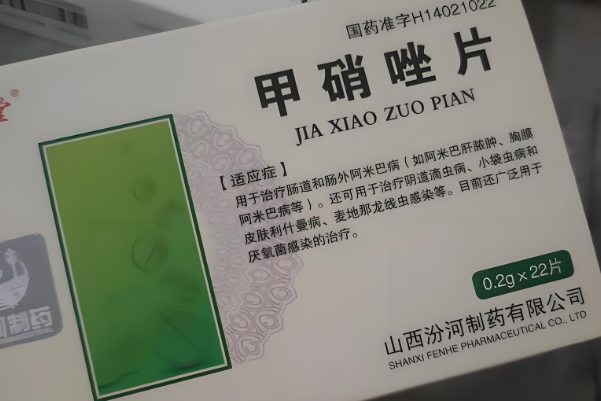 国药准字H14021022
甲硝唑片
JIA XIAO ZUO PIAN
【适应症】
用于治疗肠道和肠外阿米巴病（如阿米巴肝脓肿、胸膜
阿米巴病等）。还可用于治疗阴道滴虫病、小袋虫病和
皮肤利什曼病、麦地那龙线虫感染等。目前还广泛用于
厌氧菌感染的治疗。
0.2g×22片
山西汾河制药有限公司
SHANXI FENHE PHARMACEUTICAL CO., LTD
制药